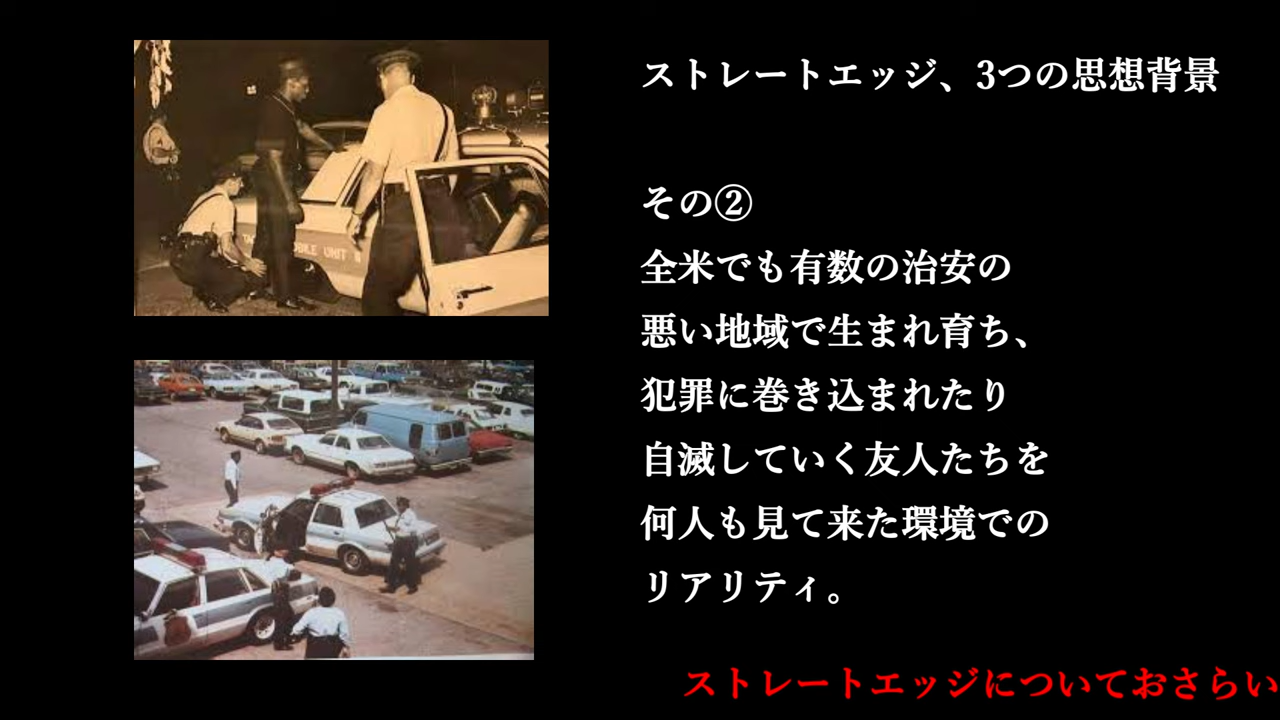 ストレートエッジ、3つの思想背景
その②
全米でも有数の治安の
悪い地域で生まれ育ち、
犯罪に巻き込まれたり
自滅していく友人たちを
何人も見て来た環境での
リアリティ。
ストレートエッジについておさらい